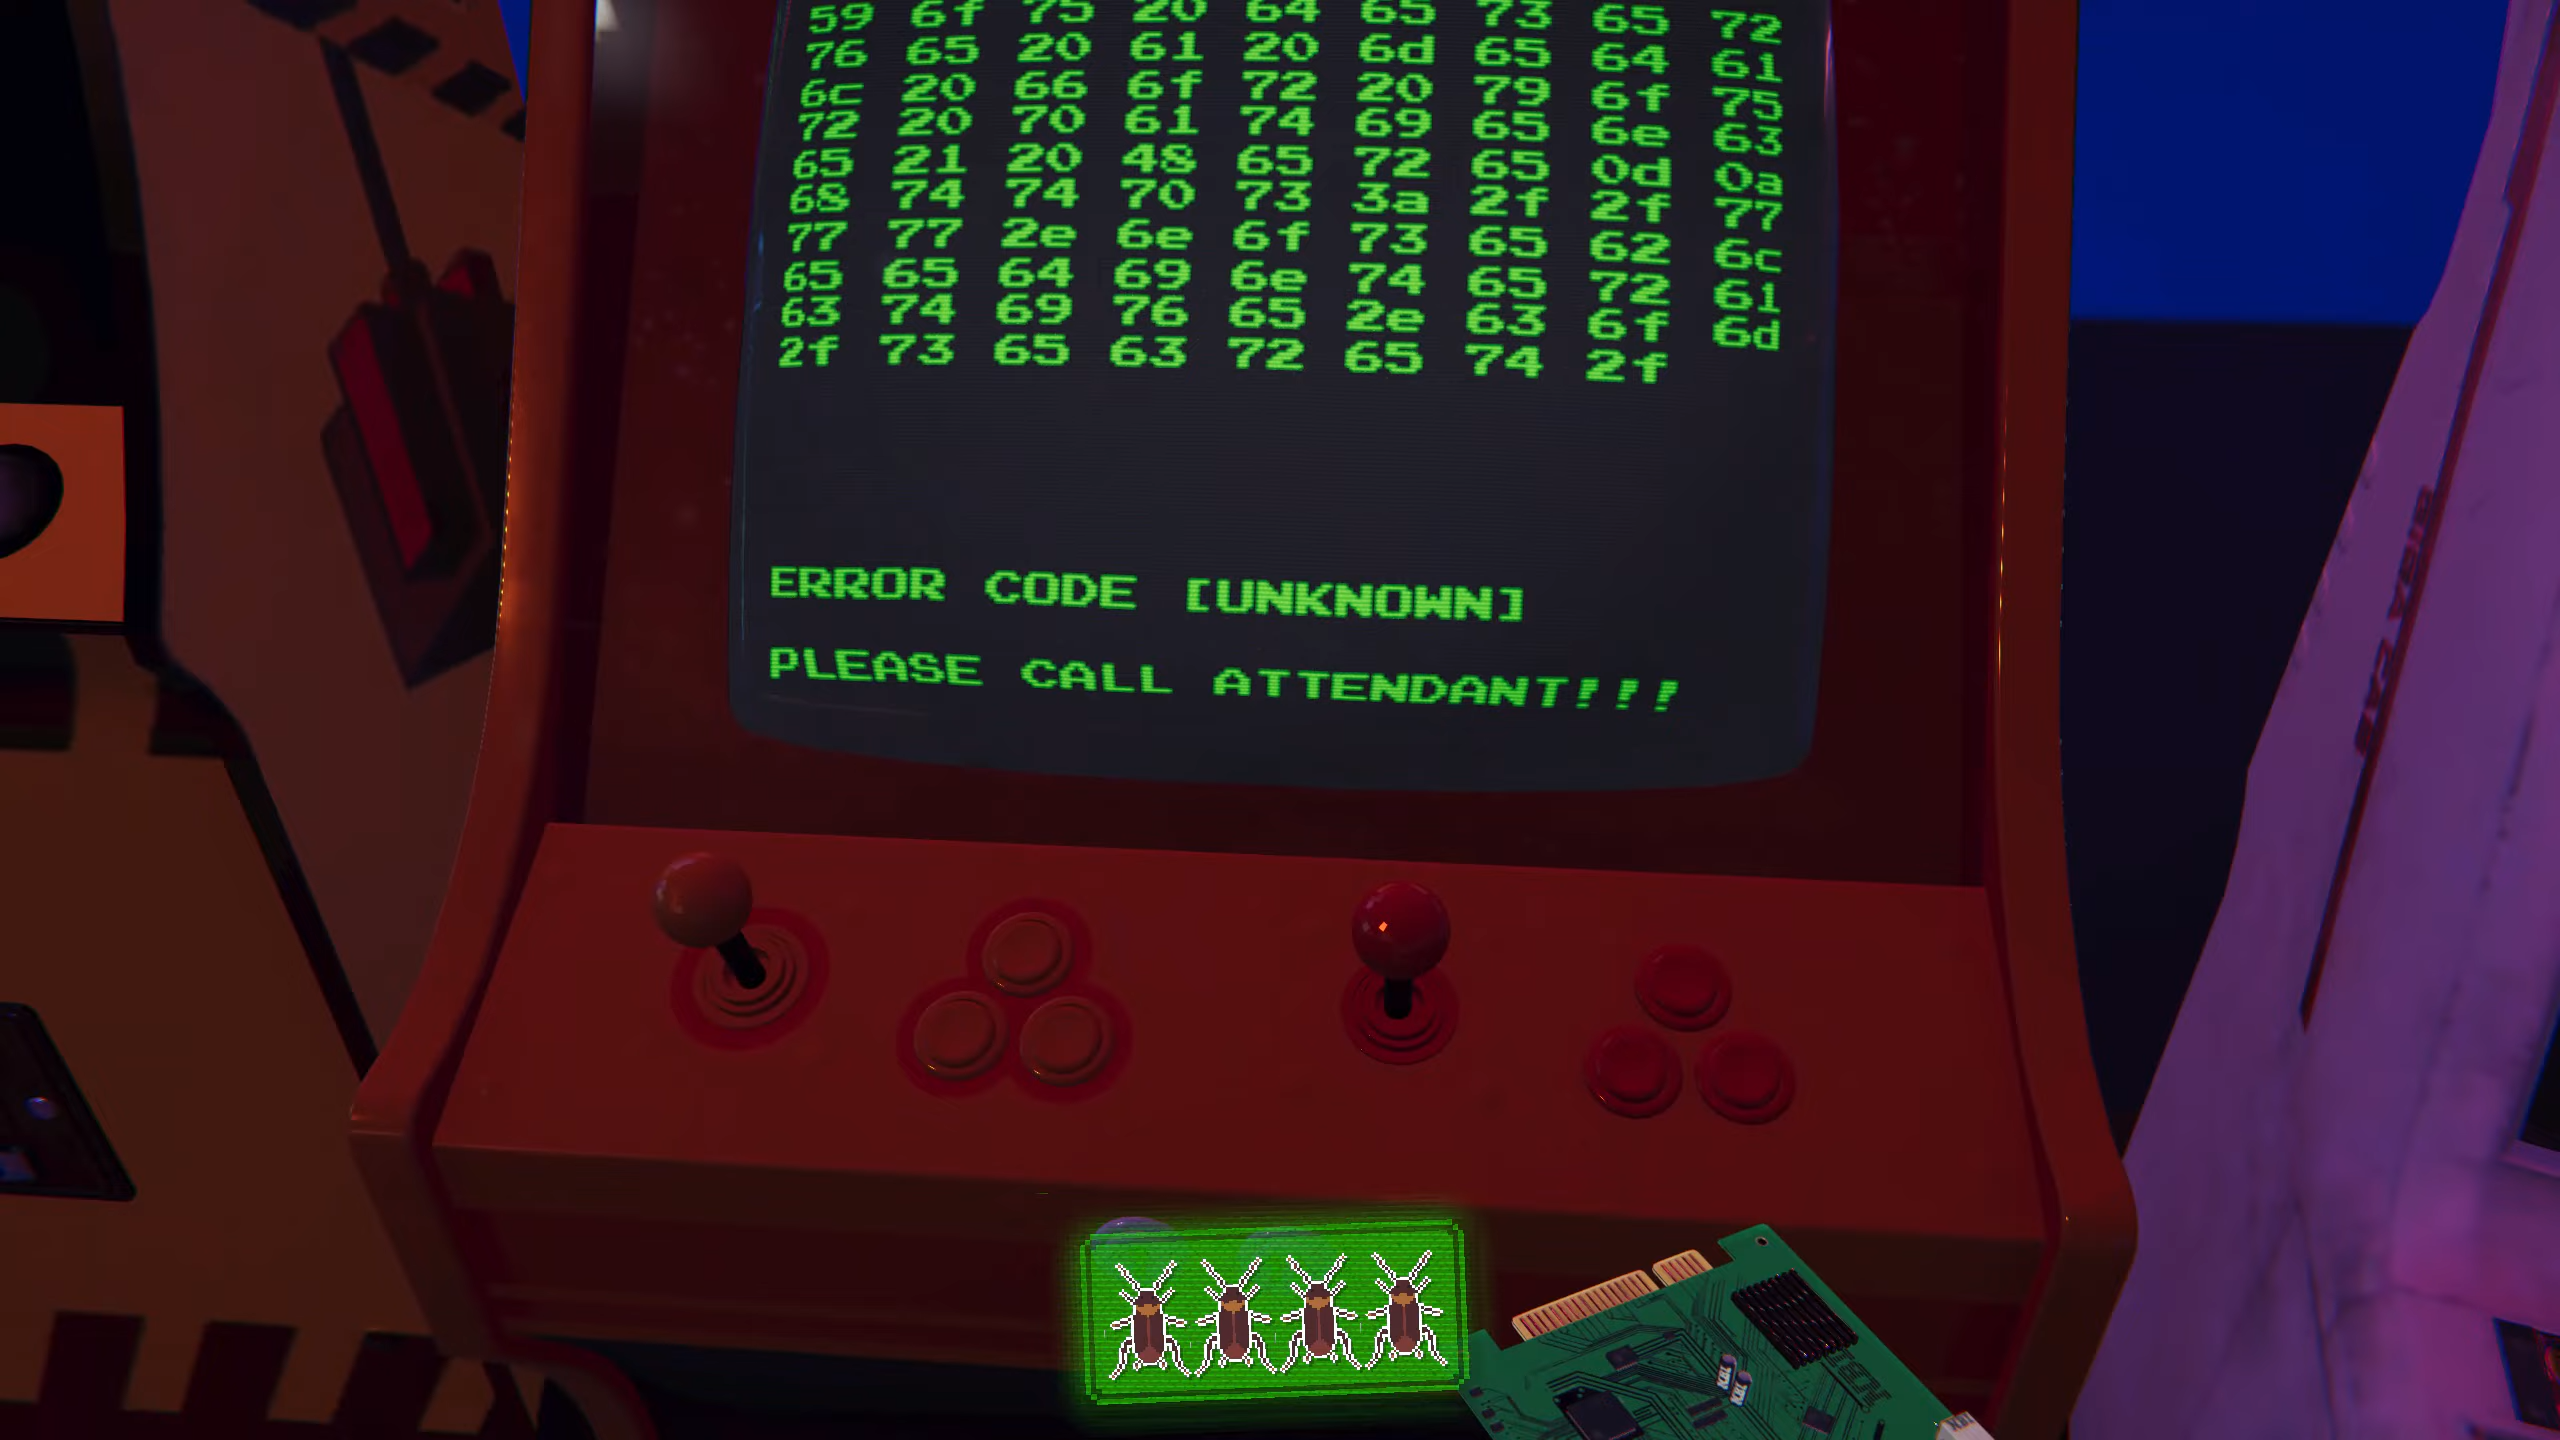 59 6f 75 20 64 65 73 65 72
76 65 20 61 20 6d 65 64 61
6c 20 66 6f 72 20 79 6f 75
72 20 70 61 74 69 65 6e 63
65 21 20 48 65 72 65 0d 0a
68 74 74 70 73 3a 2f 2f 77
77 77 2e 6e 6f 73 65 62 6c
65 65 64 69 6e 74 65 72 61
63 74 69 76 65 2e 63 6f 6d
2f 73 65 63 72 65 74 2f
ERROR CODE [UNKNOWN]
PLEASE CALL ATTENDANT!!!